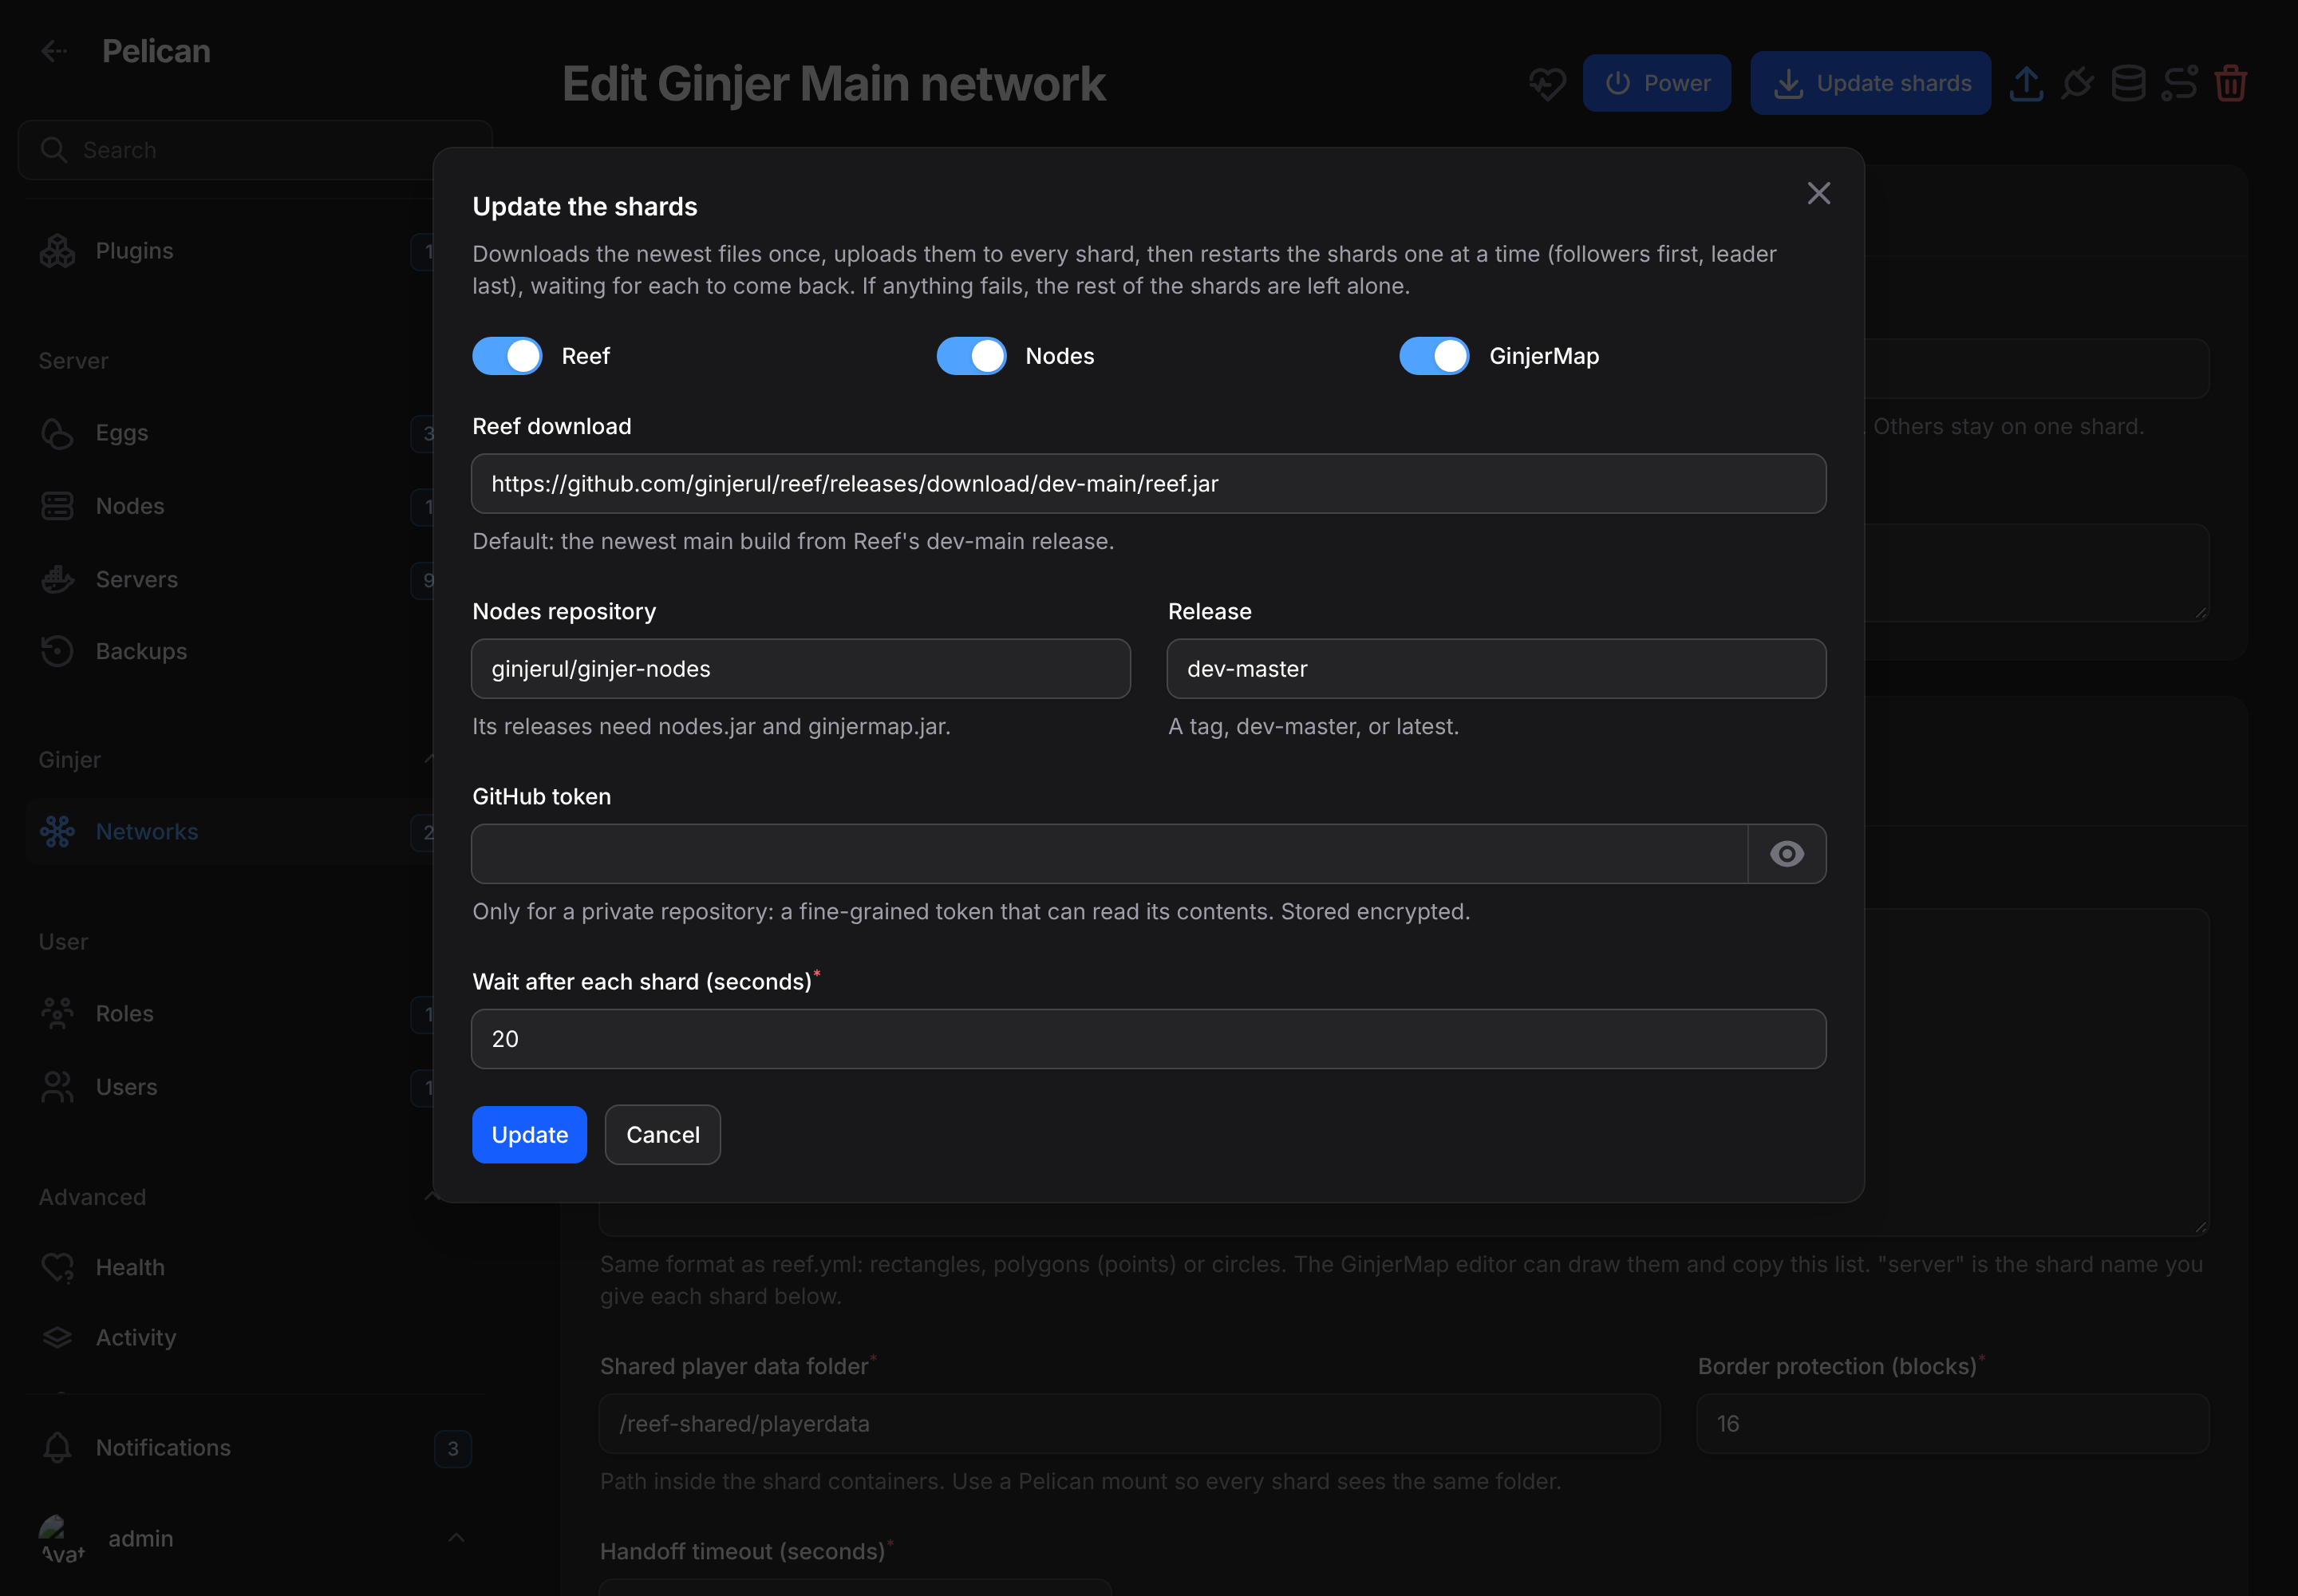 Pelican
Search
Plugins
1
Server
Eggs
3
Nodes
1
Servers
9
Backups
Ginjer
Networks
2
User
Roles
1
Users
1
Advanced
Health
Activity
Notifications
3
Avat
admin
Edit Ginjer Main network
Power
Update shards
Update the shards
Downloads the newest files once, uploads them to every shard, then restarts the shards one at a time (followers first, leader
last), waiting for each to come back. If anything fails, the rest of the shards are left alone.
Reef
Nodes
GinjerMap
Reef download
https://github.com/ginjerul/reef/releases/download/dev-main/reef.jar
Default: the newest main build from Reef's dev-main release.
Nodes repository
Release
ginjerul/ginjer-nodes
dev-master
Its releases need nodes.jar and ginjermap.jar.
A tag, dev-master, or latest.
GitHub token
Only for a private repository: a fine-grained token that can read its contents. Stored encrypted.
Wait after each shard (seconds)*
20
Update
Cancel
. Others stay on one shard.
Same format as reef.yml: rectangles, polygons (points) or circles. The GinjerMap editor can draw them and copy this list. "server" is the shard name you
give each shard below.
Shared player data folder*
Border protection (blocks)*
/reef-shared/playerdata
16
Path inside the shard containers. Use a Pelican mount so every shard sees the same folder.
Handoff timeout (seconds)*